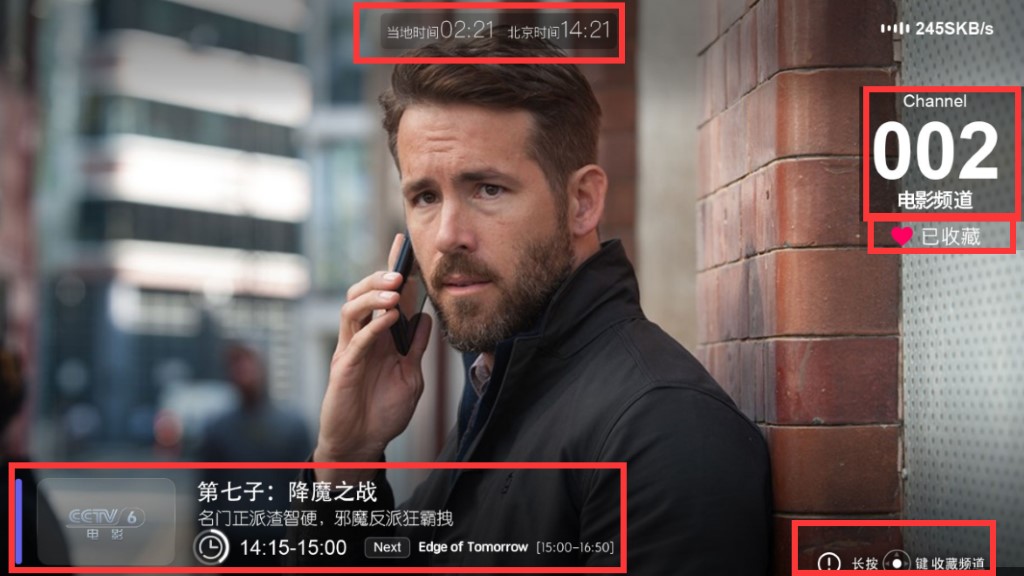 当地时间02:21 北京时间14:21
245SKB/s
Channel
002
电影频道
已收藏
第七子：降魔之战
名门正派渣智硬，邪魔反派狂霸拽
CCTV 6
电影
14:15-15:00 Next Edge of Tomorrow [15:00-16:50]
长按 键 收藏频道